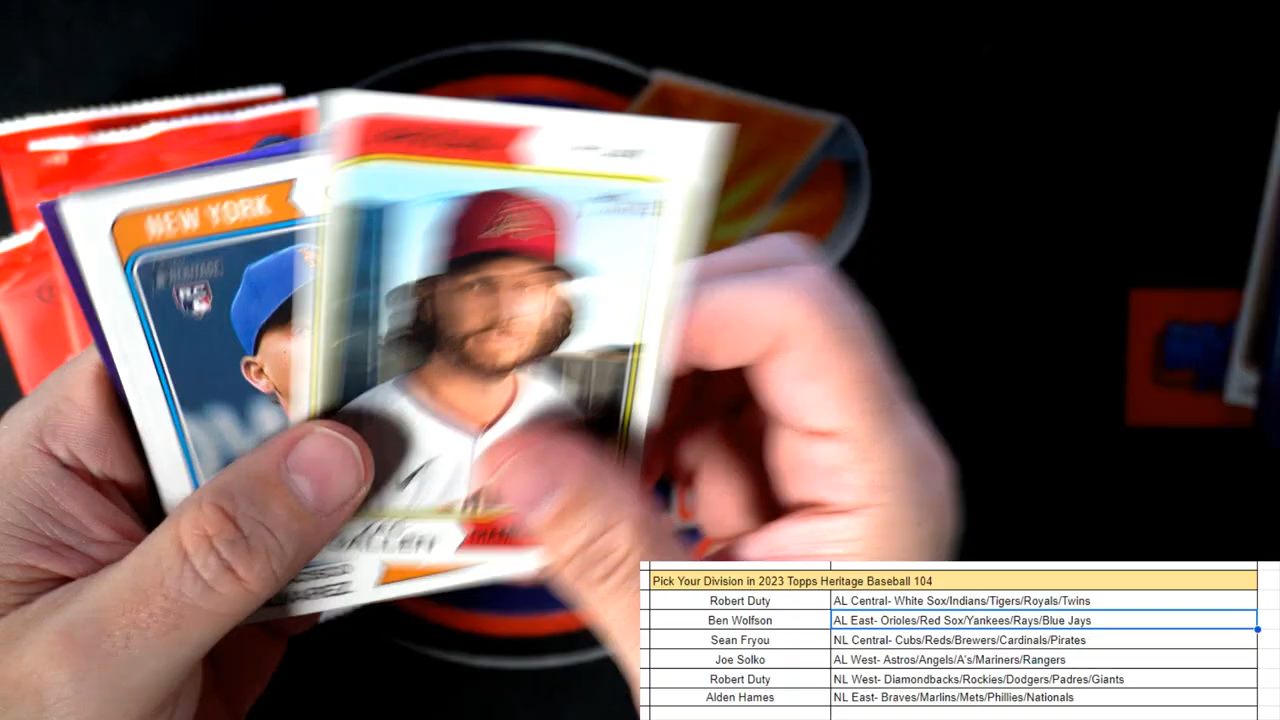 NEW YORK
HERITAGE
RC
GALLEN
Pick Your Division in 2023 Topps Heritage Baseball 104
Robert Duty AL Central- White Sox/Indians/Tigers/Royals/Twins
Ben Wolfson AL East- Orioles/Red Sox/Yankees/Rays/Blue Jays
Sean Fryou NL Central- Cubs/Reds/Brewers/Cardinals/Pirates
Joe Solko AL West- Astros/Angels/A's/Mariners/Rangers
Robert Duty NL West- Diamondbacks/Rockies/Dodgers/Padres/Giants
Alden Hames NL East- Braves/Marlins/Mets/Phillies/Nationals